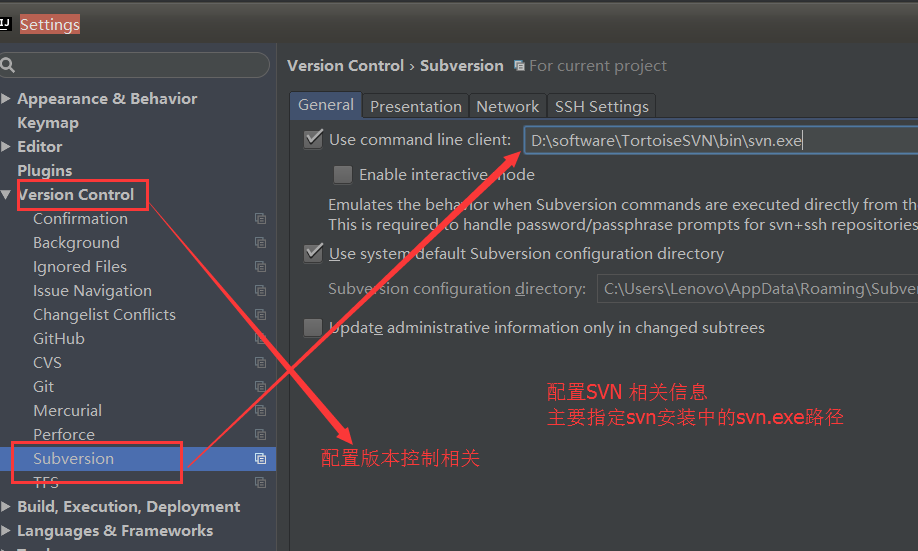 IJ Settings
Appearance & Behavior
Keymap
Editor
Plugins
Version Control
Confirmation
Background
Ignored Files
Issue Navigation
Changelist Conflicts
GitHub
CVS
Git
Mercurial
Perforce
Subversion
TFS
Build, Execution, Deployment
Languages & Frameworks
Version Control › Subversion For current project
General Presentation Network SSH Settings
Use command line client: D:\software\TortoiseSVN\bin\svn.exe
Enable interactive mode
Emulates the behavior when Subversion commands are executed directly from the
This is required to handle password/passphrase prompts for svn+ssh repositories
Use system default Subversion configuration directory
Subversion configuration directory: C:\Users\Lenovo\AppData\Roaming\Subve
Update administrative information only in changed subtrees
配置SVN 相关信息
主要指定svn安装中的svn.exe路径
配置版本控制相关